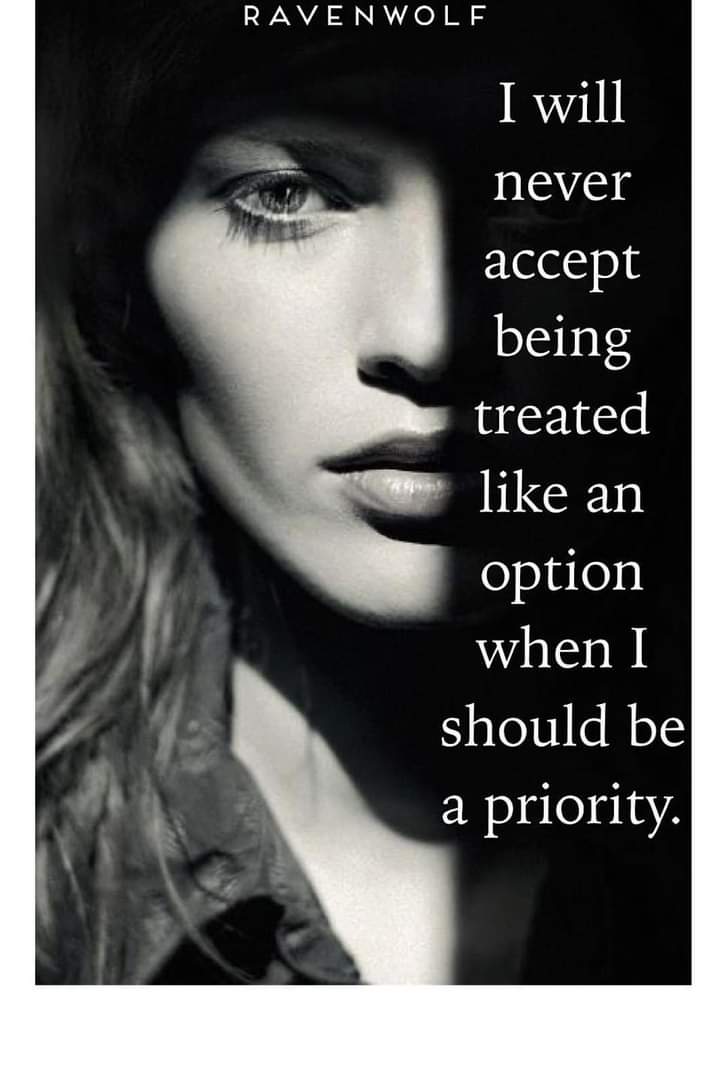 RAVENWOLF
I will
never
accept
being
treated
like an
option
when I
should be
a priority.